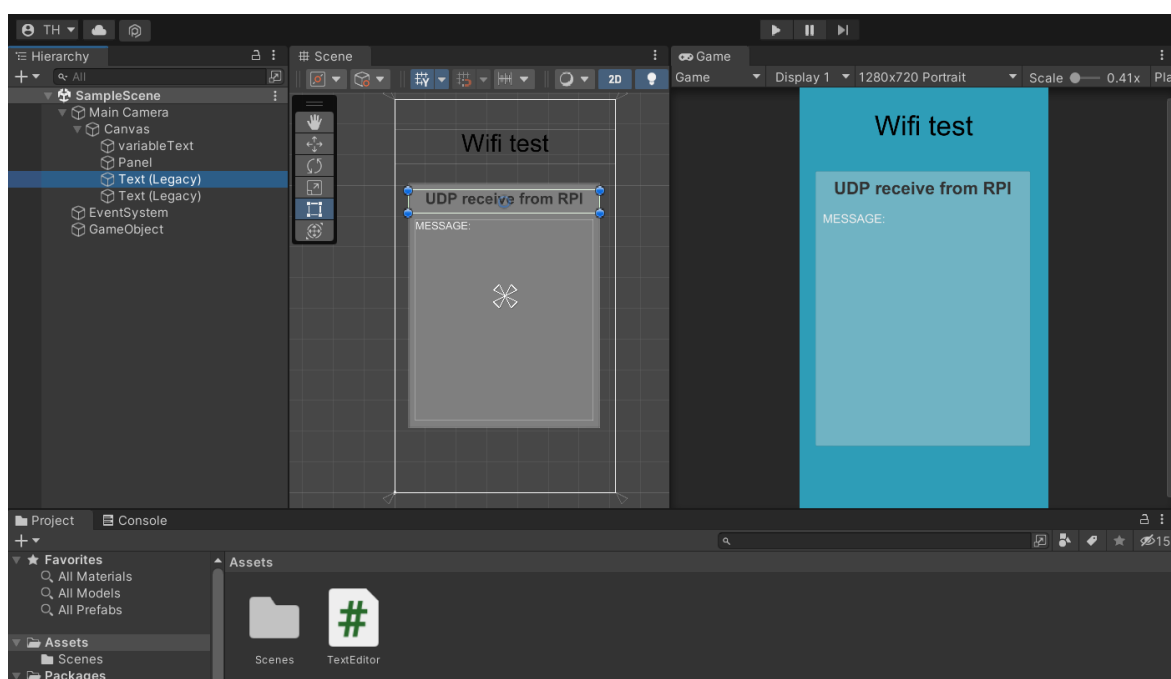 TH
Hierarchy
All
SampleScene
Main Camera
Canvas
variableText
Panel
Text (Legacy)
Text (Legacy)
EventSystem
GameObject
Scene
2D
Wifi test
UDP receive from RPI
MESSAGE:
Game
Game Display 1 1280x720 Portrait Scale 0.41x Pla
Wifi test
UDP receive from RPI
MESSAGE:
Project Console
15
Favorites
All Materials
All Models
All Prefabs
Assets
Scenes
Packages
Assets
#
Scenes TextEditor